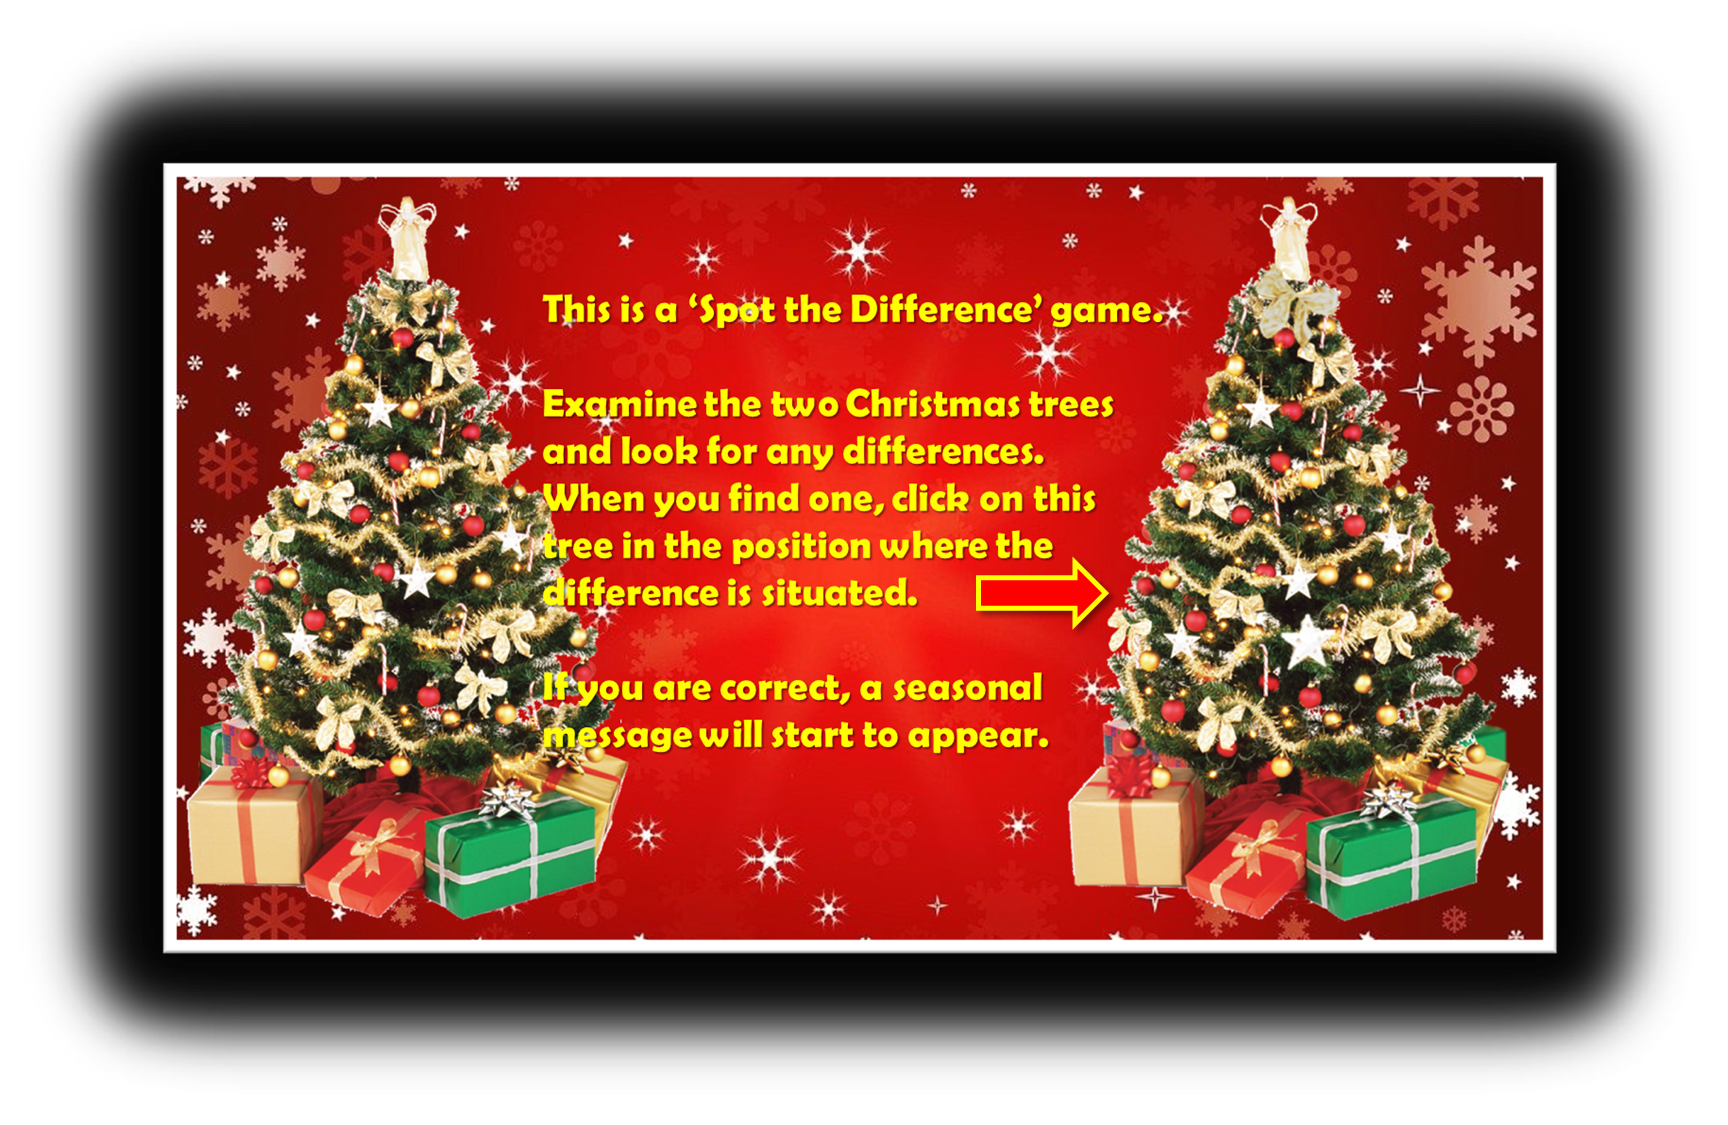 This is a ‘Spot the Difference’ game.
Examine the two Christmas trees
and look for any differences.
When you find one, click on this
tree in the position where the
difference is situated.
If you are correct, a seasonal
message will start to appear.